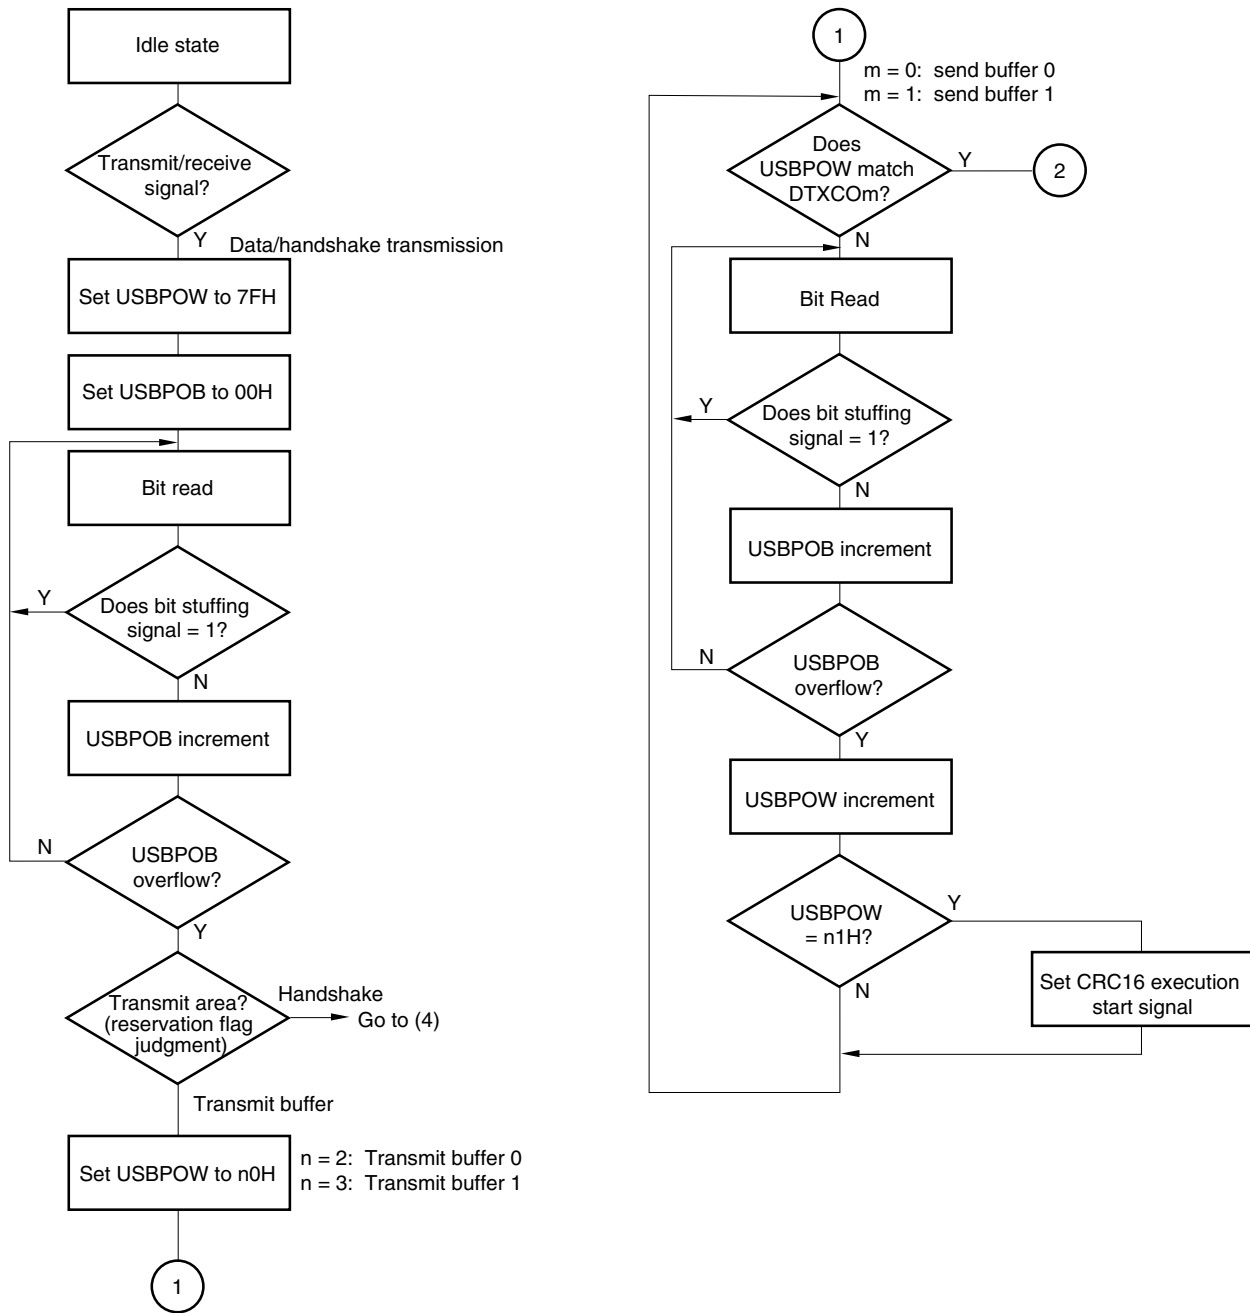 Idle state
Transmit/receive
signal?
Y
Data/handshake transmission
Set USBPOW to 7FH
Set USBPOB to 00H
Bit read
Y
Does bit stuffing
signal = 1?
N
USBPOB increment
N
USBPOB
overflow?
Y
Transmit area?
(reservation flag
judgment)
Handshake
Go to (4)
Transmit buffer
Set USBPOW to n0H
n = 2: Transmit buffer 0
n = 3: Transmit buffer 1
1
1
m = 0: send buffer 0
m = 1: send buffer 1
Does
USBPOW match
DTXCOm?
Y
2
N
Bit Read
Y
Does bit stuffing
signal = 1?
N
USBPOB increment
N
USBPOB
overflow?
Y
USBPOW increment
USBPOW
= n1H?
Y
N
Set CRC16 execution
start signal